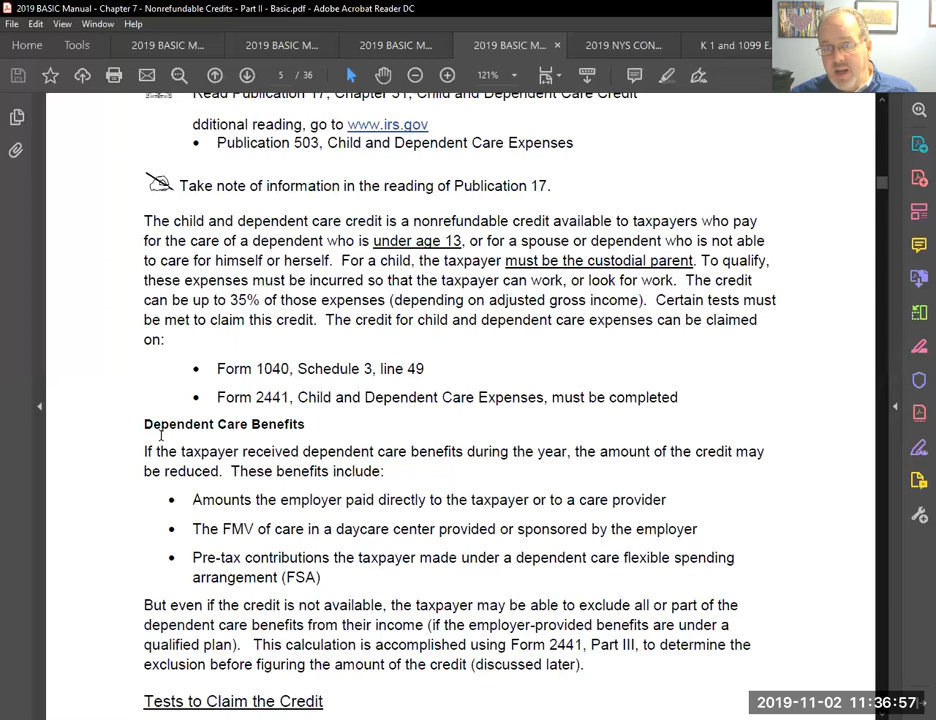 2019 BASIC Manual - Chapter 7 - Nonrefundable Credits - Part II - Basic.pdf - Adobe Acrobat Reader DC
File Edit View Window Help
Home Tools 2019 BASIC M... 2019 BASIC M... 2019 BASIC M... 2019 BASIC M... × 2019 NYS CON... K 1 and 1099 E.
5 / 36 121%
Read Publication 17, Chapter 31, Child and Dependent Care Credit
dditional reading, go to www.irs.gov
• Publication 503, Child and Dependent Care Expenses
Take note of information in the reading of Publication 17.
The child and dependent care credit is a nonrefundable credit available to taxpayers who pay
for the care of a dependent who is under age 13, or for a spouse or dependent who is not able
to care for himself or herself. For a child, the taxpayer must be the custodial parent. To qualify,
these expenses must be incurred so that the taxpayer can work, or look for work. The credit
can be up to 35% of those expenses (depending on adjusted gross income). Certain tests must
be met to claim this credit. The credit for child and dependent care expenses can be claimed
on:
• Form 1040, Schedule 3, line 49
• Form 2441, Child and Dependent Care Expenses, must be completed
Dependent Care Benefits
If the taxpayer received dependent care benefits during the year, the amount of the credit may
be reduced. These benefits include:
• Amounts the employer paid directly to the taxpayer or to a care provider
• The FMV of care in a daycare center provided or sponsored by the employer
• Pre-tax contributions the taxpayer made under a dependent care flexible spending
arrangement (FSA)
But even if the credit is not available, the taxpayer may be able to exclude all or part of the
dependent care benefits from their income (if the employer-provided benefits are under a
qualified plan). This calculation is accomplished using Form 2441, Part III, to determine the
exclusion before figuring the amount of the credit (discussed later).
Tests to Claim the Credit
2019-11-02 11:36:57